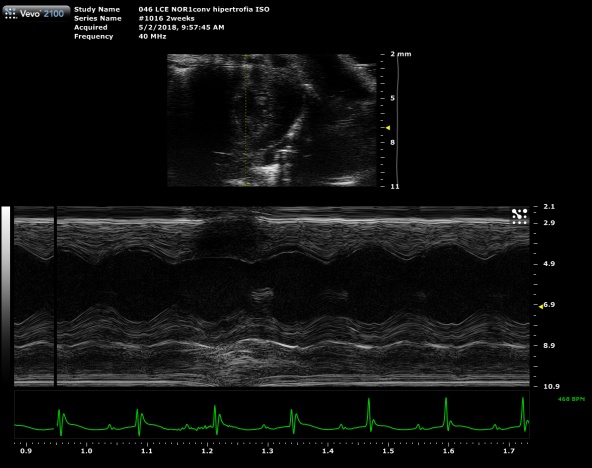 Vevo 2100
Study Name 046 LCE NOR1conv hipertrofia ISO
Series Name #1016 2weeks
Acquired 5/2/2018, 9:57:45 AM
Frequency 40 MHz
2 mm
5
8
11
2.1
2.9
4.9
6.9
8.9
10.9
468 BPM
0.9 1.0 1.1 1.2 1.3 1.4 1.5 1.6 1.7